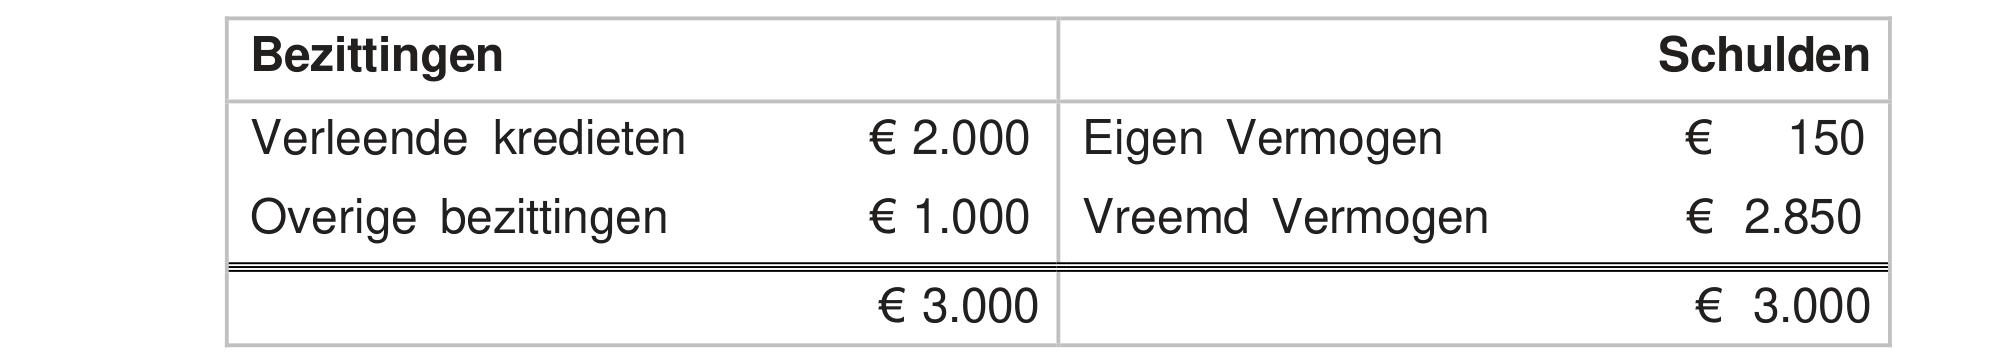 Bezittingen Schulden
Verleende kredieten € 2.000 Eigen Vermogen € 150
Overige bezittingen € 1.000 Vreemd Vermogen € 2.850
€ 3.000 € 3.000